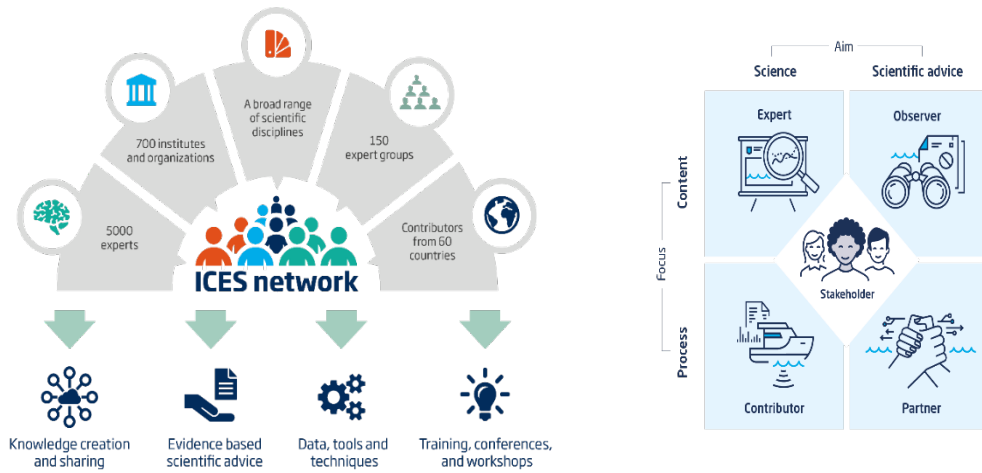 5000
experts
700 institutes
and organizations
A broad range
of scientific
disciplines
150
expert groups
Contributors
from 60
countries
ICES network
Knowledge creation
and sharing
Evidence based
scientific advice
Data, tools and
techniques
Training, conferences,
and workshops
Aim
Science
Scientific advice
Focus
Content
Process
Expert
Observer
Stakeholder
Contributor
Partner